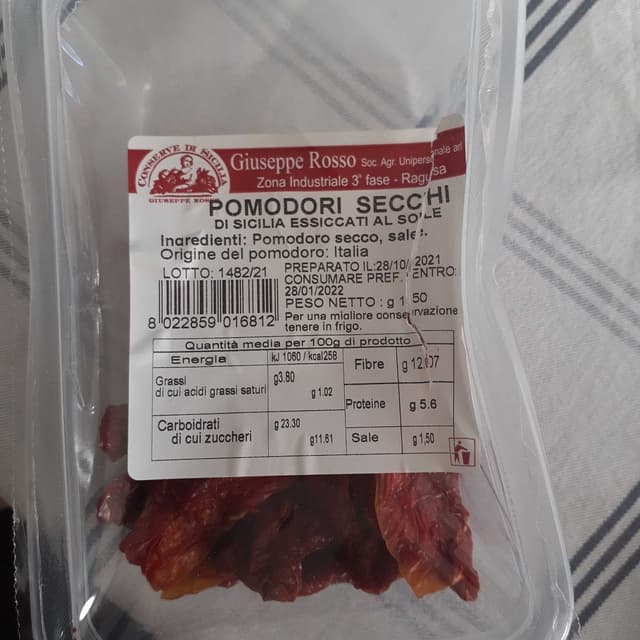 CONSERVE DI SICILIA
GIUSEPPE ROSSO
Giuseppe Rosso Soc. Agr. Unipersonale arl
Zona Industriale 3° fase - Ragusa
POMODORI SECCHI
DI SICILIA ESSICCATI AL SOLE
Ingredienti: Pomodoro secco, sale.
Origine del pomodoro: Italia
LOTTO: 1482/21
PREPARATO IL:28/10/2021
CONSUMARE PREF. ENTRO:
28/01/2022
PESO NETTO : g 150
Per una migliore conservazione
tenere in frigo.
8 022859 016812
Quantità media per 100g di prodotto
Energia kJ 1060 / kcal258
Grassi g3.80
di cui acidi grassi saturi g 1.02
Carboidrati g 23.30
di cui zuccheri g11.61
Fibre g 12.07
Proteine g 5.6
Sale g 1,50